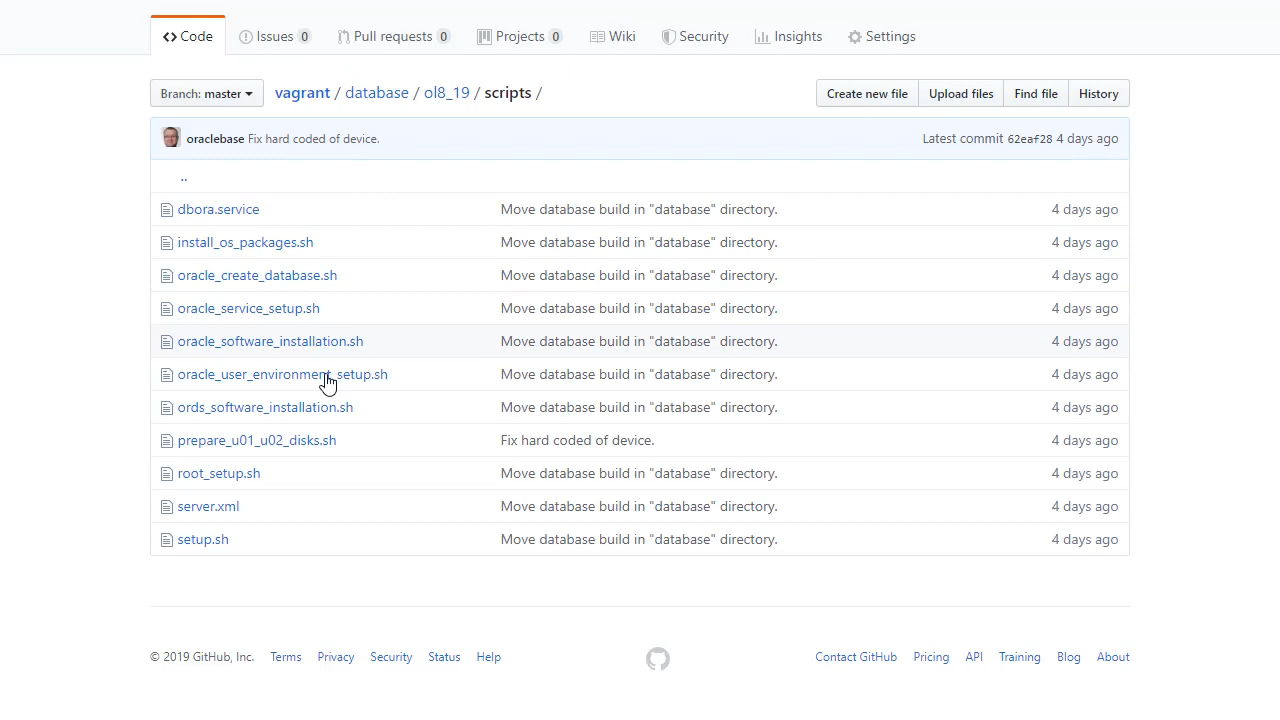 Code Issues 0 Pull requests 0 Projects 0 Wiki Security Insights Settings
Branch: master vagrant / database / ol8_19 / scripts / Create new file Upload files Find file History
oraclebase Fix hard coded of device. Latest commit 62eaf28 4 days ago
..
dbora.service Move database build in "database" directory. 4 days ago
install_os_packages.sh Move database build in "database" directory. 4 days ago
oracle_create_database.sh Move database build in "database" directory. 4 days ago
oracle_service_setup.sh Move database build in "database" directory. 4 days ago
oracle_software_installation.sh Move database build in "database" directory. 4 days ago
oracle_user_environment_setup.sh Move database build in "database" directory. 4 days ago
ords_software_installation.sh Move database build in "database" directory. 4 days ago
prepare_u01_u02_disks.sh Fix hard coded of device. 4 days ago
root_setup.sh Move database build in "database" directory. 4 days ago
server.xml Move database build in "database" directory. 4 days ago
setup.sh Move database build in "database" directory. 4 days ago
© 2019 GitHub, Inc. Terms Privacy Security Status Help Contact GitHub Pricing API Training Blog About